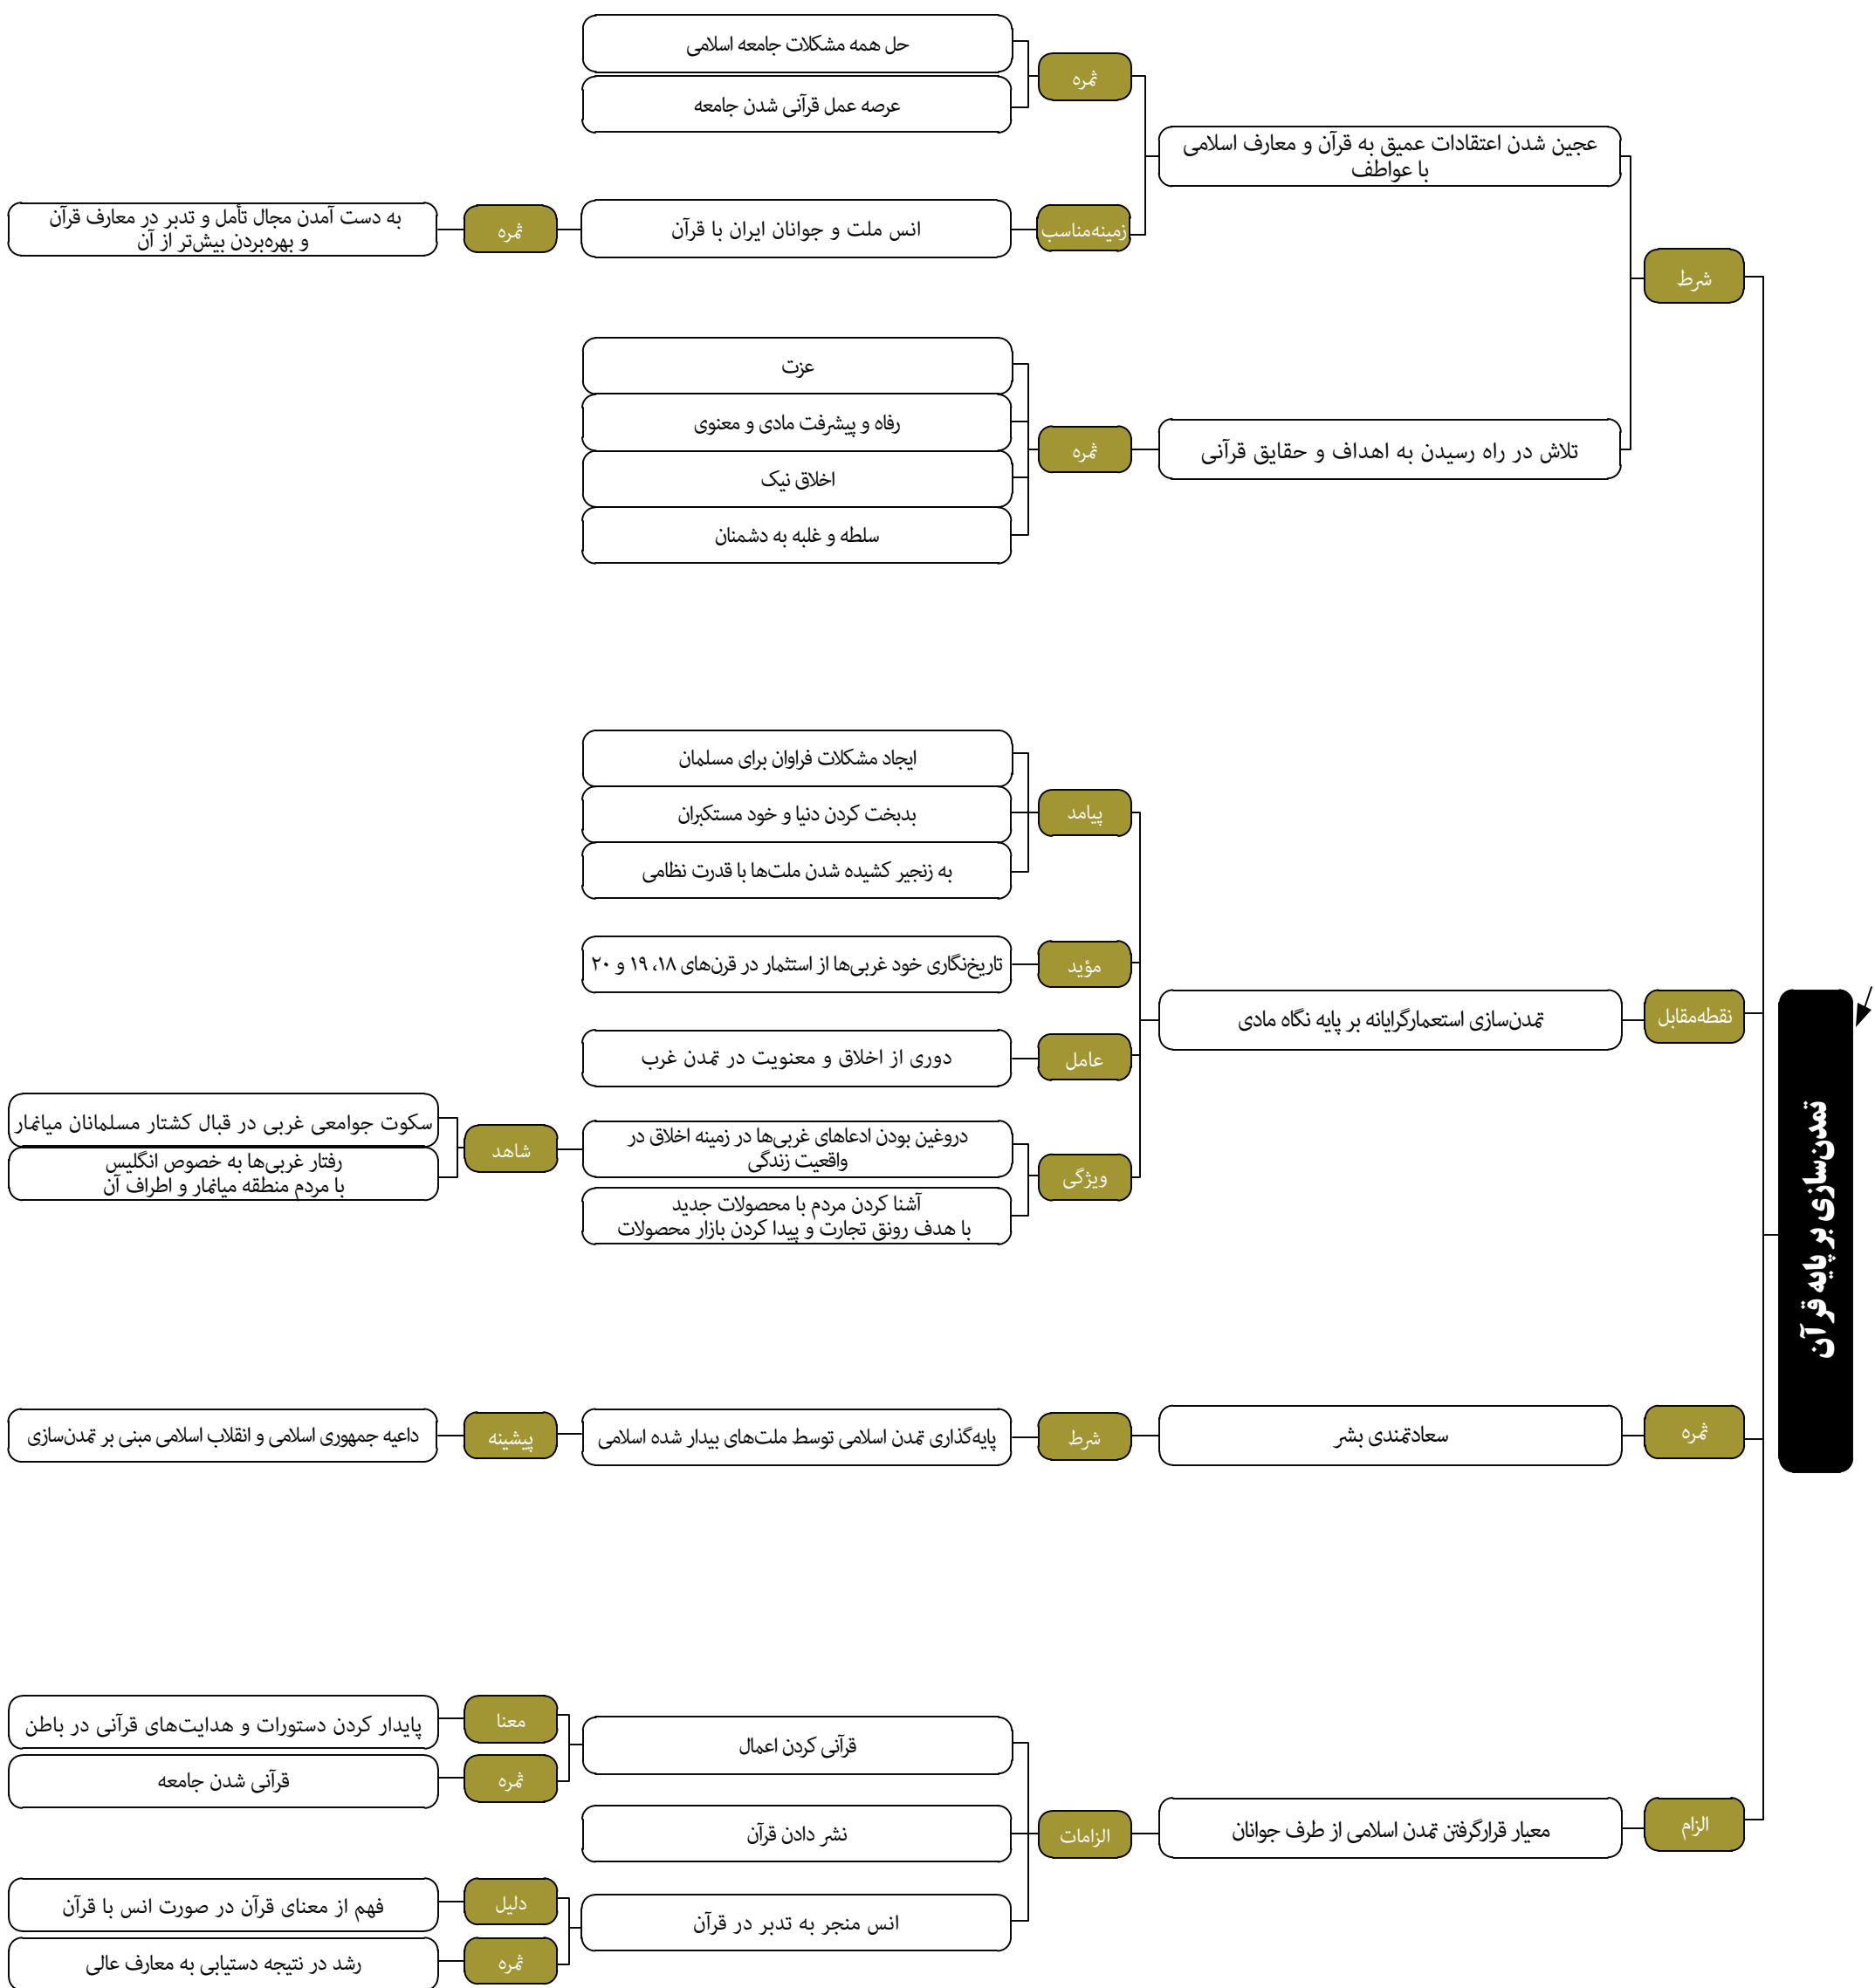 تمدن‌سازی بر پایه قرآن
شرط
عجین شدن اعتقادات عمیق به قرآن و معارف اسلامی
با عواطف
ثمره
حل همه مشکلات جامعه اسلامی
عرصه عمل قرآنی شدن جامعه
زمینه‌مناسب
انس ملت و جوانان ایران با قرآن
ثمره
به دست آمدن مجال تأمل و تدبر در معارف قرآن
و بهره‌بردن بیش‌تر از آن
تلاش در راه رسیدن به اهداف و حقایق قرآنی
ثمره
عزت
رفاه و پیشرفت مادی و معنوی
اخلاق نیک
سلطه و غلبه به دشمنان
نقطه‌مقابل
تمدن‌سازی استعمارگرایانه بر پایه نگاه مادی
پیامد
ایجاد مشکلات فراوان برای مسلمان
بدبخت کردن دنیا و خود مستکبران
به زنجیر کشیده شدن ملت‌ها با قدرت نظامی
مؤید
تاریخ‌نگاری خود غربی‌ها از استثمار در قرن‌های ۱۸، ۱۹ و ۲۰
عامل
دوری از اخلاق و معنویت در تمدن غرب
ویژگی
دروغین بودن ادعاهای غربی‌ها در زمینه اخلاق در
واقعیت زندگی
شاهد
سکوت جوامعی غربی در قبال کشتار مسلمانان میانمار
رفتار غربی‌ها به خصوص انگلیس
با مردم منطقه میانمار و اطراف آن
آشنا کردن مردم با محصولات جدید
با هدف رونق تجارت و پیدا کردن بازار محصولات
ثمره
سعادتمندی بشر
شرط
پایه‌گذاری تمدن اسلامی توسط ملت‌های بیدار شده اسلامی
پیشینه
داعیه جمهوری اسلامی و انقلاب اسلامی مبنی بر تمدن‌سازی
الزام
معیار قرارگرفتن تمدن اسلامی از طرف جوانان
الزامات
قرآنی کردن اعمال
معنا
پایدار کردن دستورات و هدایت‌های قرآنی در باطن
ثمره
قرآنی شدن جامعه
نشر دادن قرآن
انس منجر به تدبر در قرآن
دلیل
فهم از معنای قرآن در صورت انس با قرآن
ثمره
رشد در نتیجه دستیابی به معارف عالی